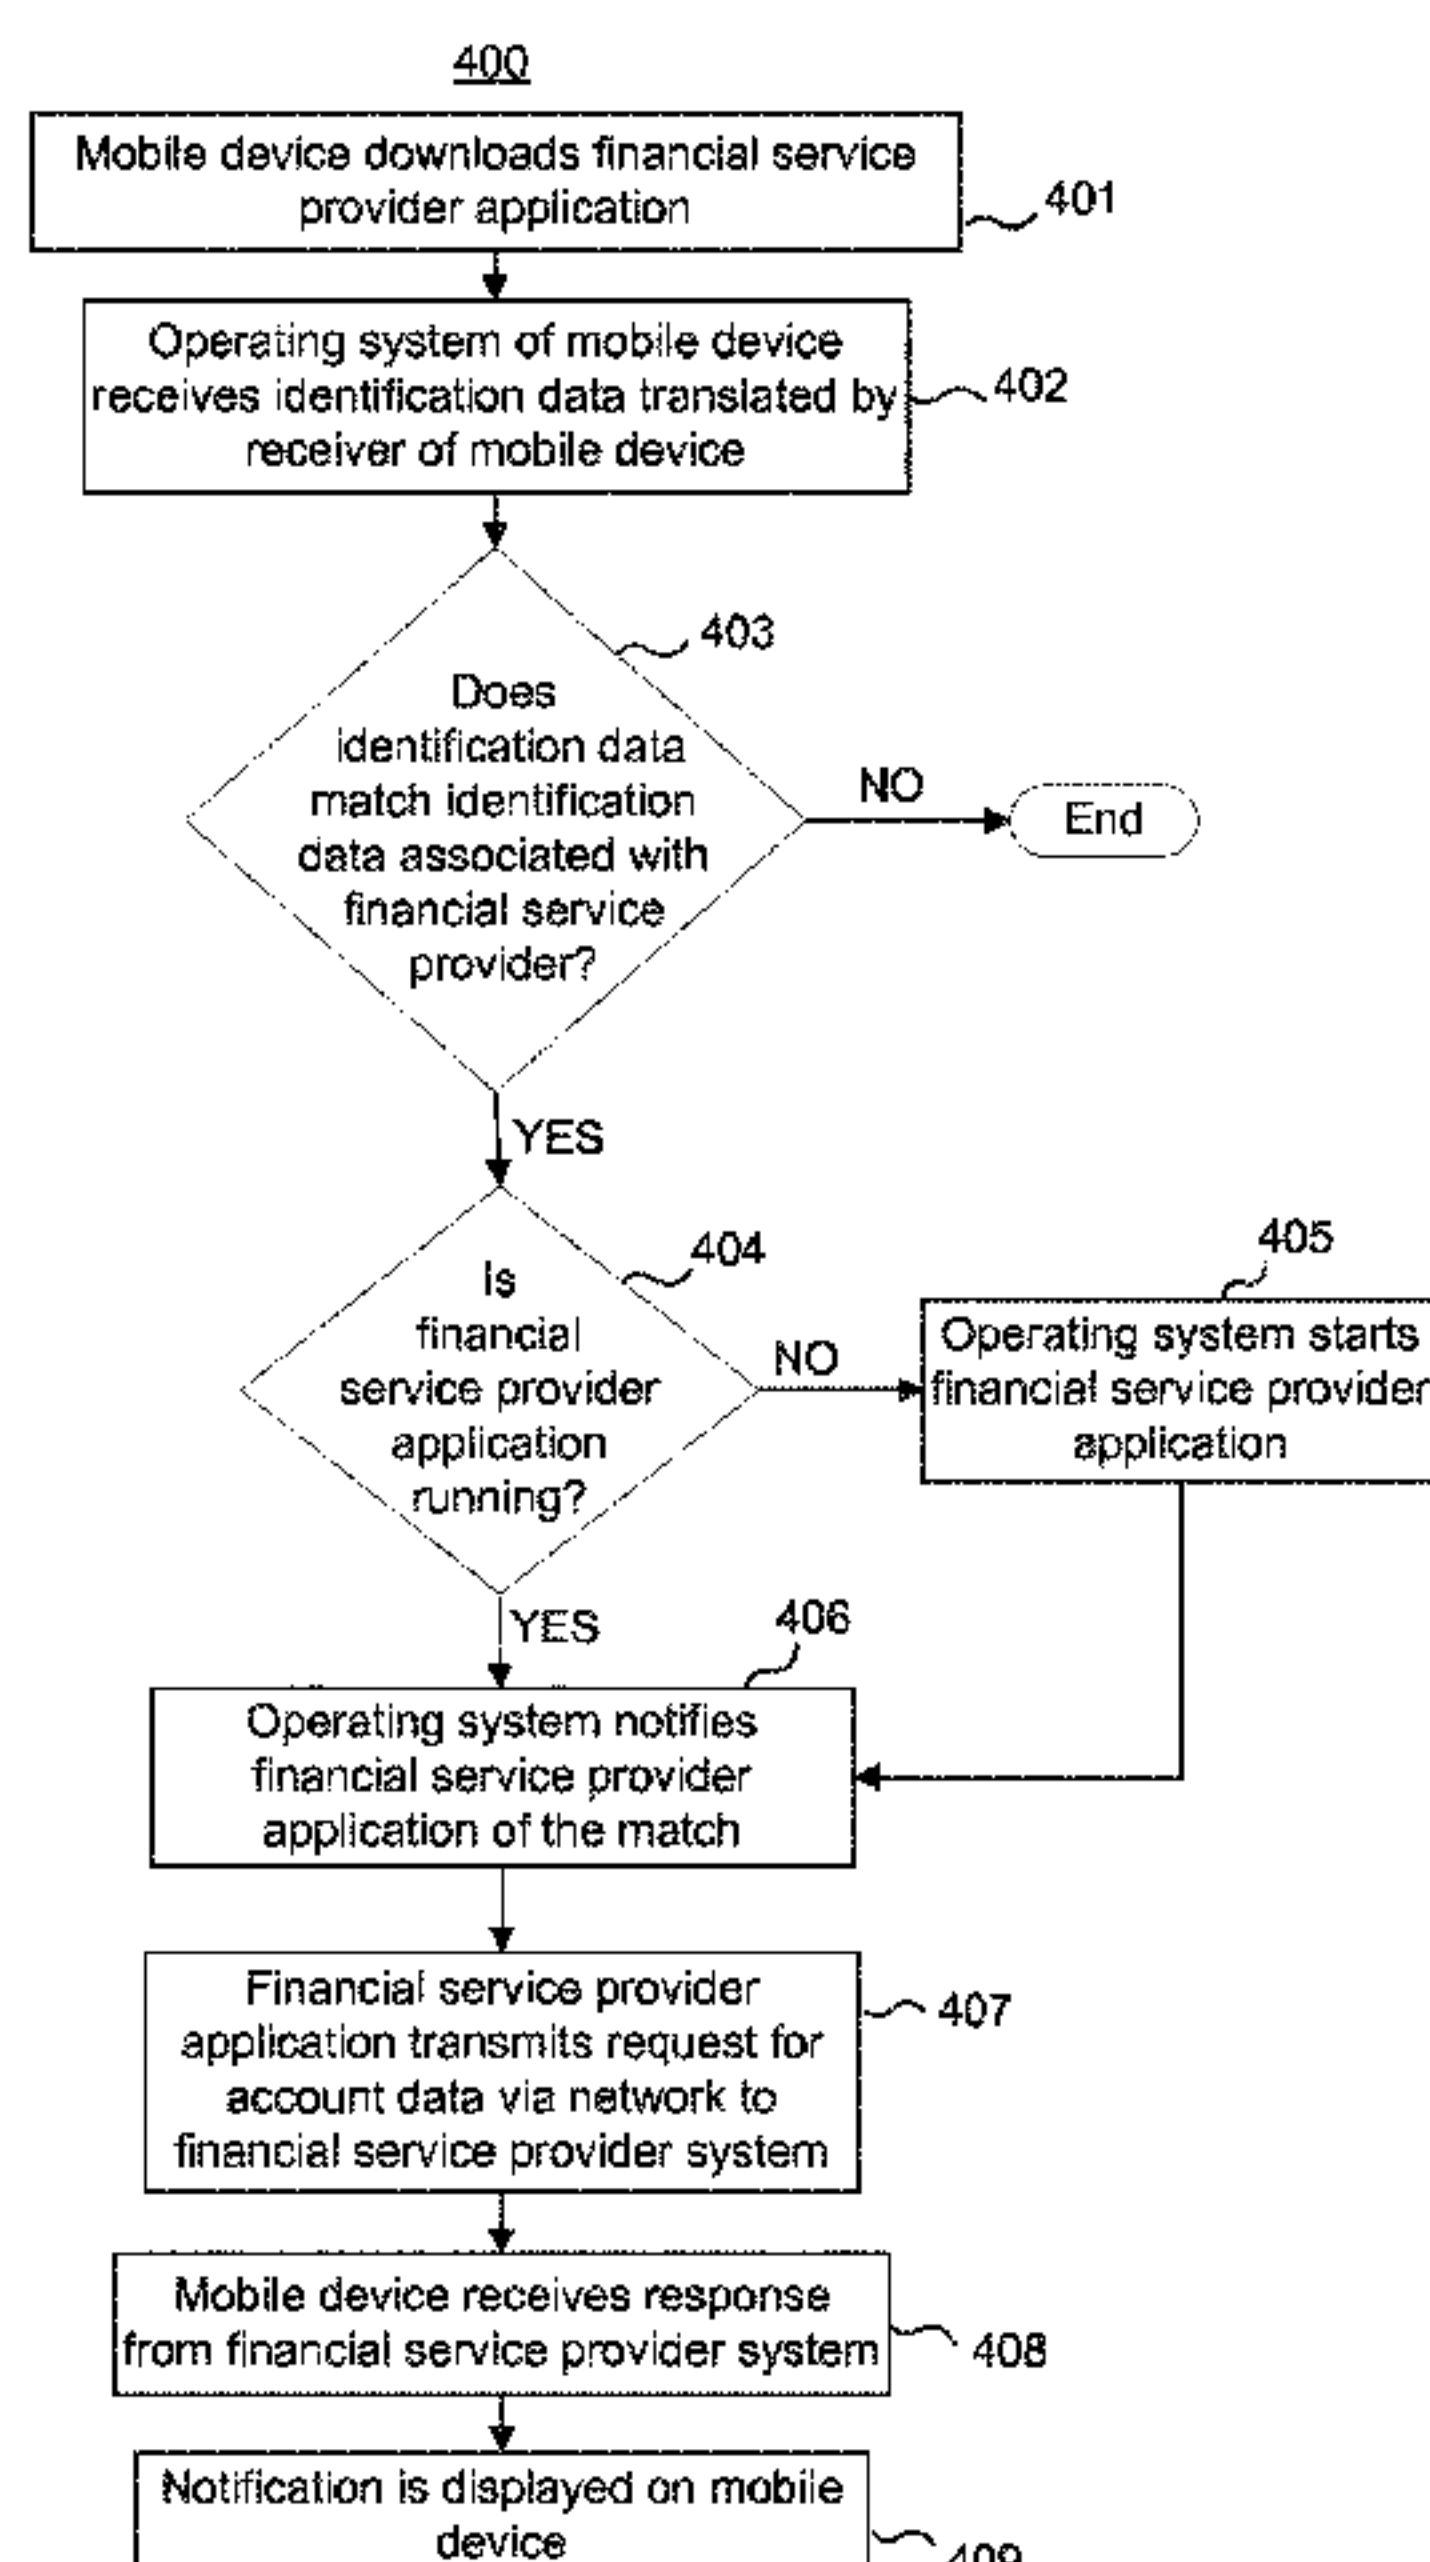 400
Mobile device downloads financial service
provider application
401
Operating system of mobile device
receives identification data translated by
receiver of mobile device
402
403
Does
identification data
match identification
data associated with
financial service
provider?
NO
End
YES
404
Is
financial
service provider
application
running?
NO
405
Operating system starts
financial service provider
application
YES
406
Operating system notifies
financial service provider
application of the match
Financial service provider
application transmits request for
account data via network to
financial service provider system
407
Mobile device receives response
from financial service provider system
408
Notification is displayed on mobile
device
409